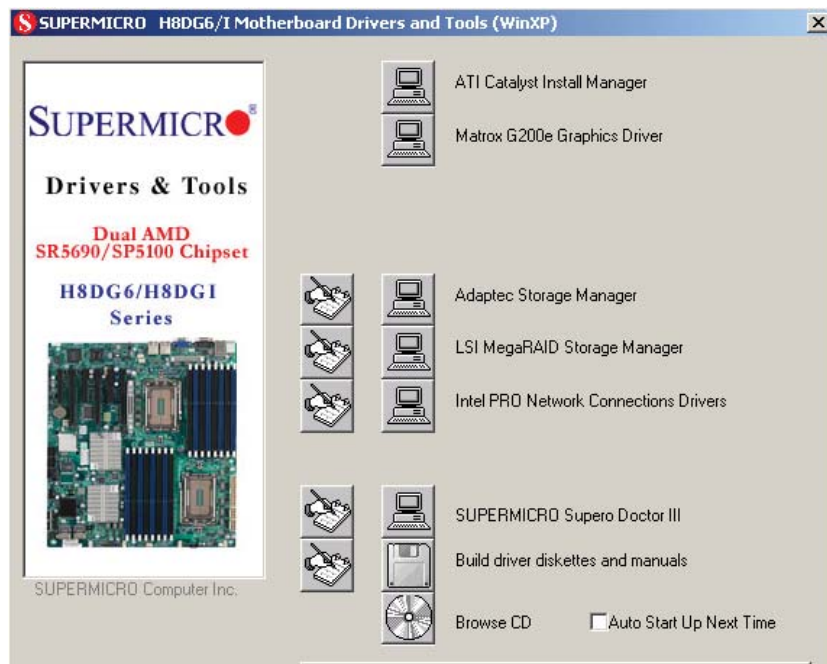 SUPERMICRO H8DG6/I Motherboard Drivers and Tools (WinXP)
SUPERMICRO®
Drivers & Tools
Dual AMD
SR5690/SP5100 Chipset
H8DG6/H8DGI
Series
SUPERMICRO Computer Inc.
ATI Catalyst Install Manager
Matrox G200e Graphics Driver
Adaptec Storage Manager
LSI MegaRAID Storage Manager
Intel PRO Network Connections Drivers
SUPERMICRO Supero Doctor III
Build driver diskettes and manuals
Browse CD
Auto Start Up Next Time